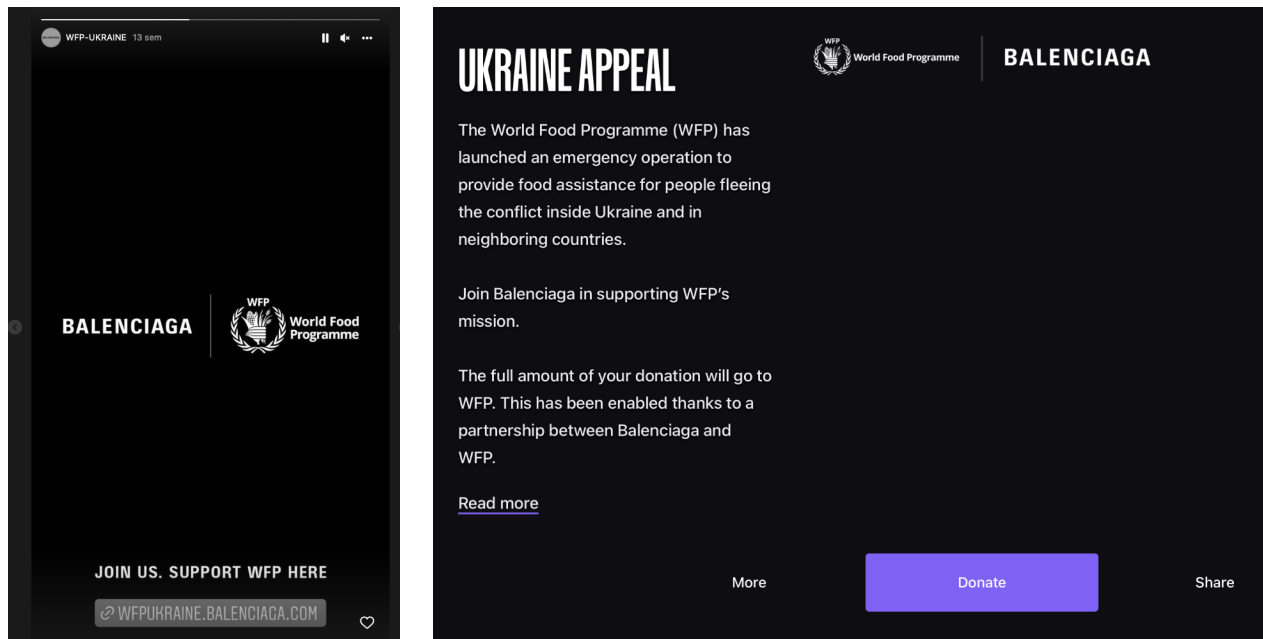 WFP-UKRAINE 13 sem
BALENCIAGA
WFP
World Food
Programme
JOIN US. SUPPORT WFP HERE
WFPUKRAINE.BALENCIAGA.COM
UKRAINE APPEAL
WFP
World Food Programme
BALENCIAGA
The World Food Programme (WFP) has
launched an emergency operation to
provide food assistance for people fleeing
the conflict inside Ukraine and in
neighboring countries.
Join Balenciaga in supporting WFP’s
mission.
The full amount of your donation will go to
WFP. This has been enabled thanks to a
partnership between Balenciaga and
WFP.
Read more
More
Donate
Share